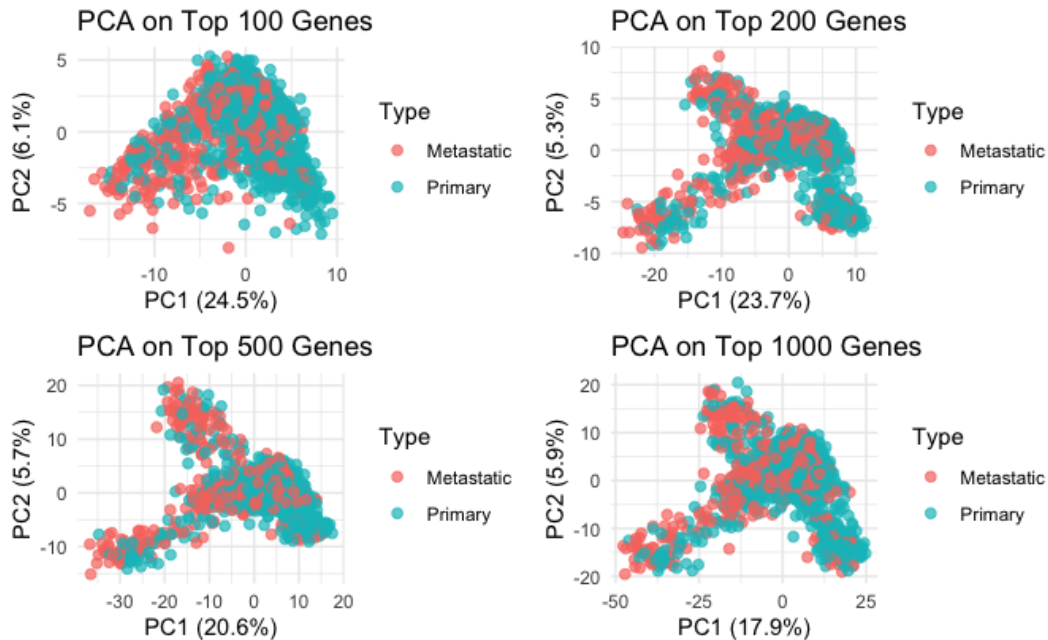 PCA on Top 100 Genes
5
0
-5
PC2 (6.1%)
-10 0 10
PC1 (24.5%)
Type
Metastatic
Primary
PCA on Top 200 Genes
10
5
0
-5
-10
PC2 (5.3%)
-20 -10 0 10
PC1 (23.7%)
Type
Metastatic
Primary
PCA on Top 500 Genes
20
10
0
-10
PC2 (5.7%)
-30 -20 -10 0 10 20
PC1 (20.6%)
Type
Metastatic
Primary
PCA on Top 1000 Genes
20
10
0
-10
-20
PC2 (5.9%)
-50 -25 0 25
PC1 (17.9%)
Type
Metastatic
Primary